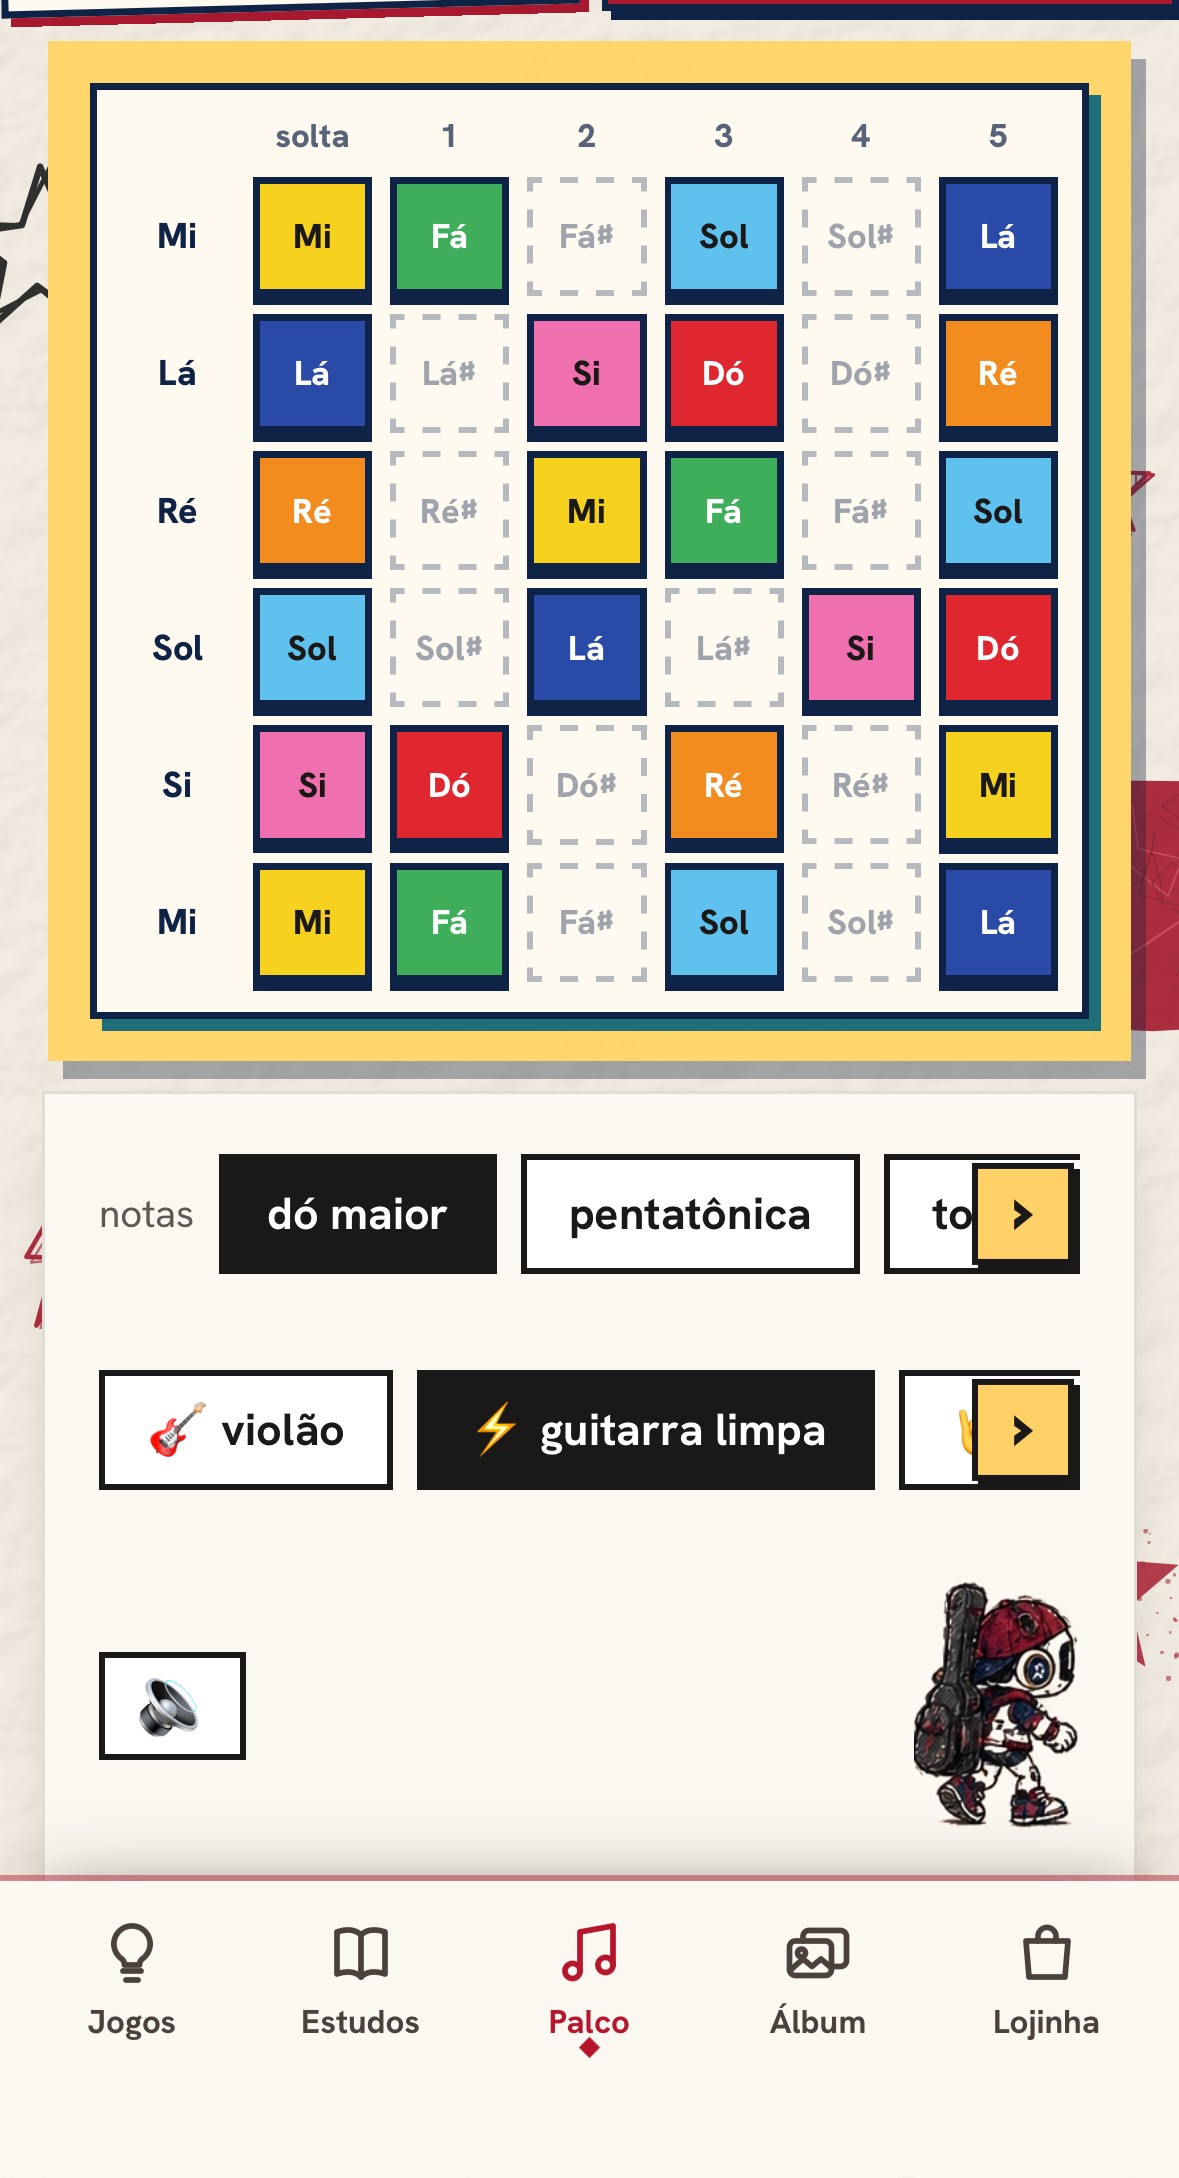 solta 1 2 3 4 5
Mi Mi Fá Fá# Sol Sol# Lá
Lá Lá Lá# Si Dó Dó# Ré
Ré Ré Ré# Mi Fá Fá# Sol
Sol Sol Sol# Lá Lá# Si Dó
Si Si Dó Dó# Ré Ré# Mi
Mi Mi Fá Fá# Sol Sol# Lá
notas dó maior pentatônica to
violão guitarra limpa
Jogos Estudos Palco Álbum Lojinha